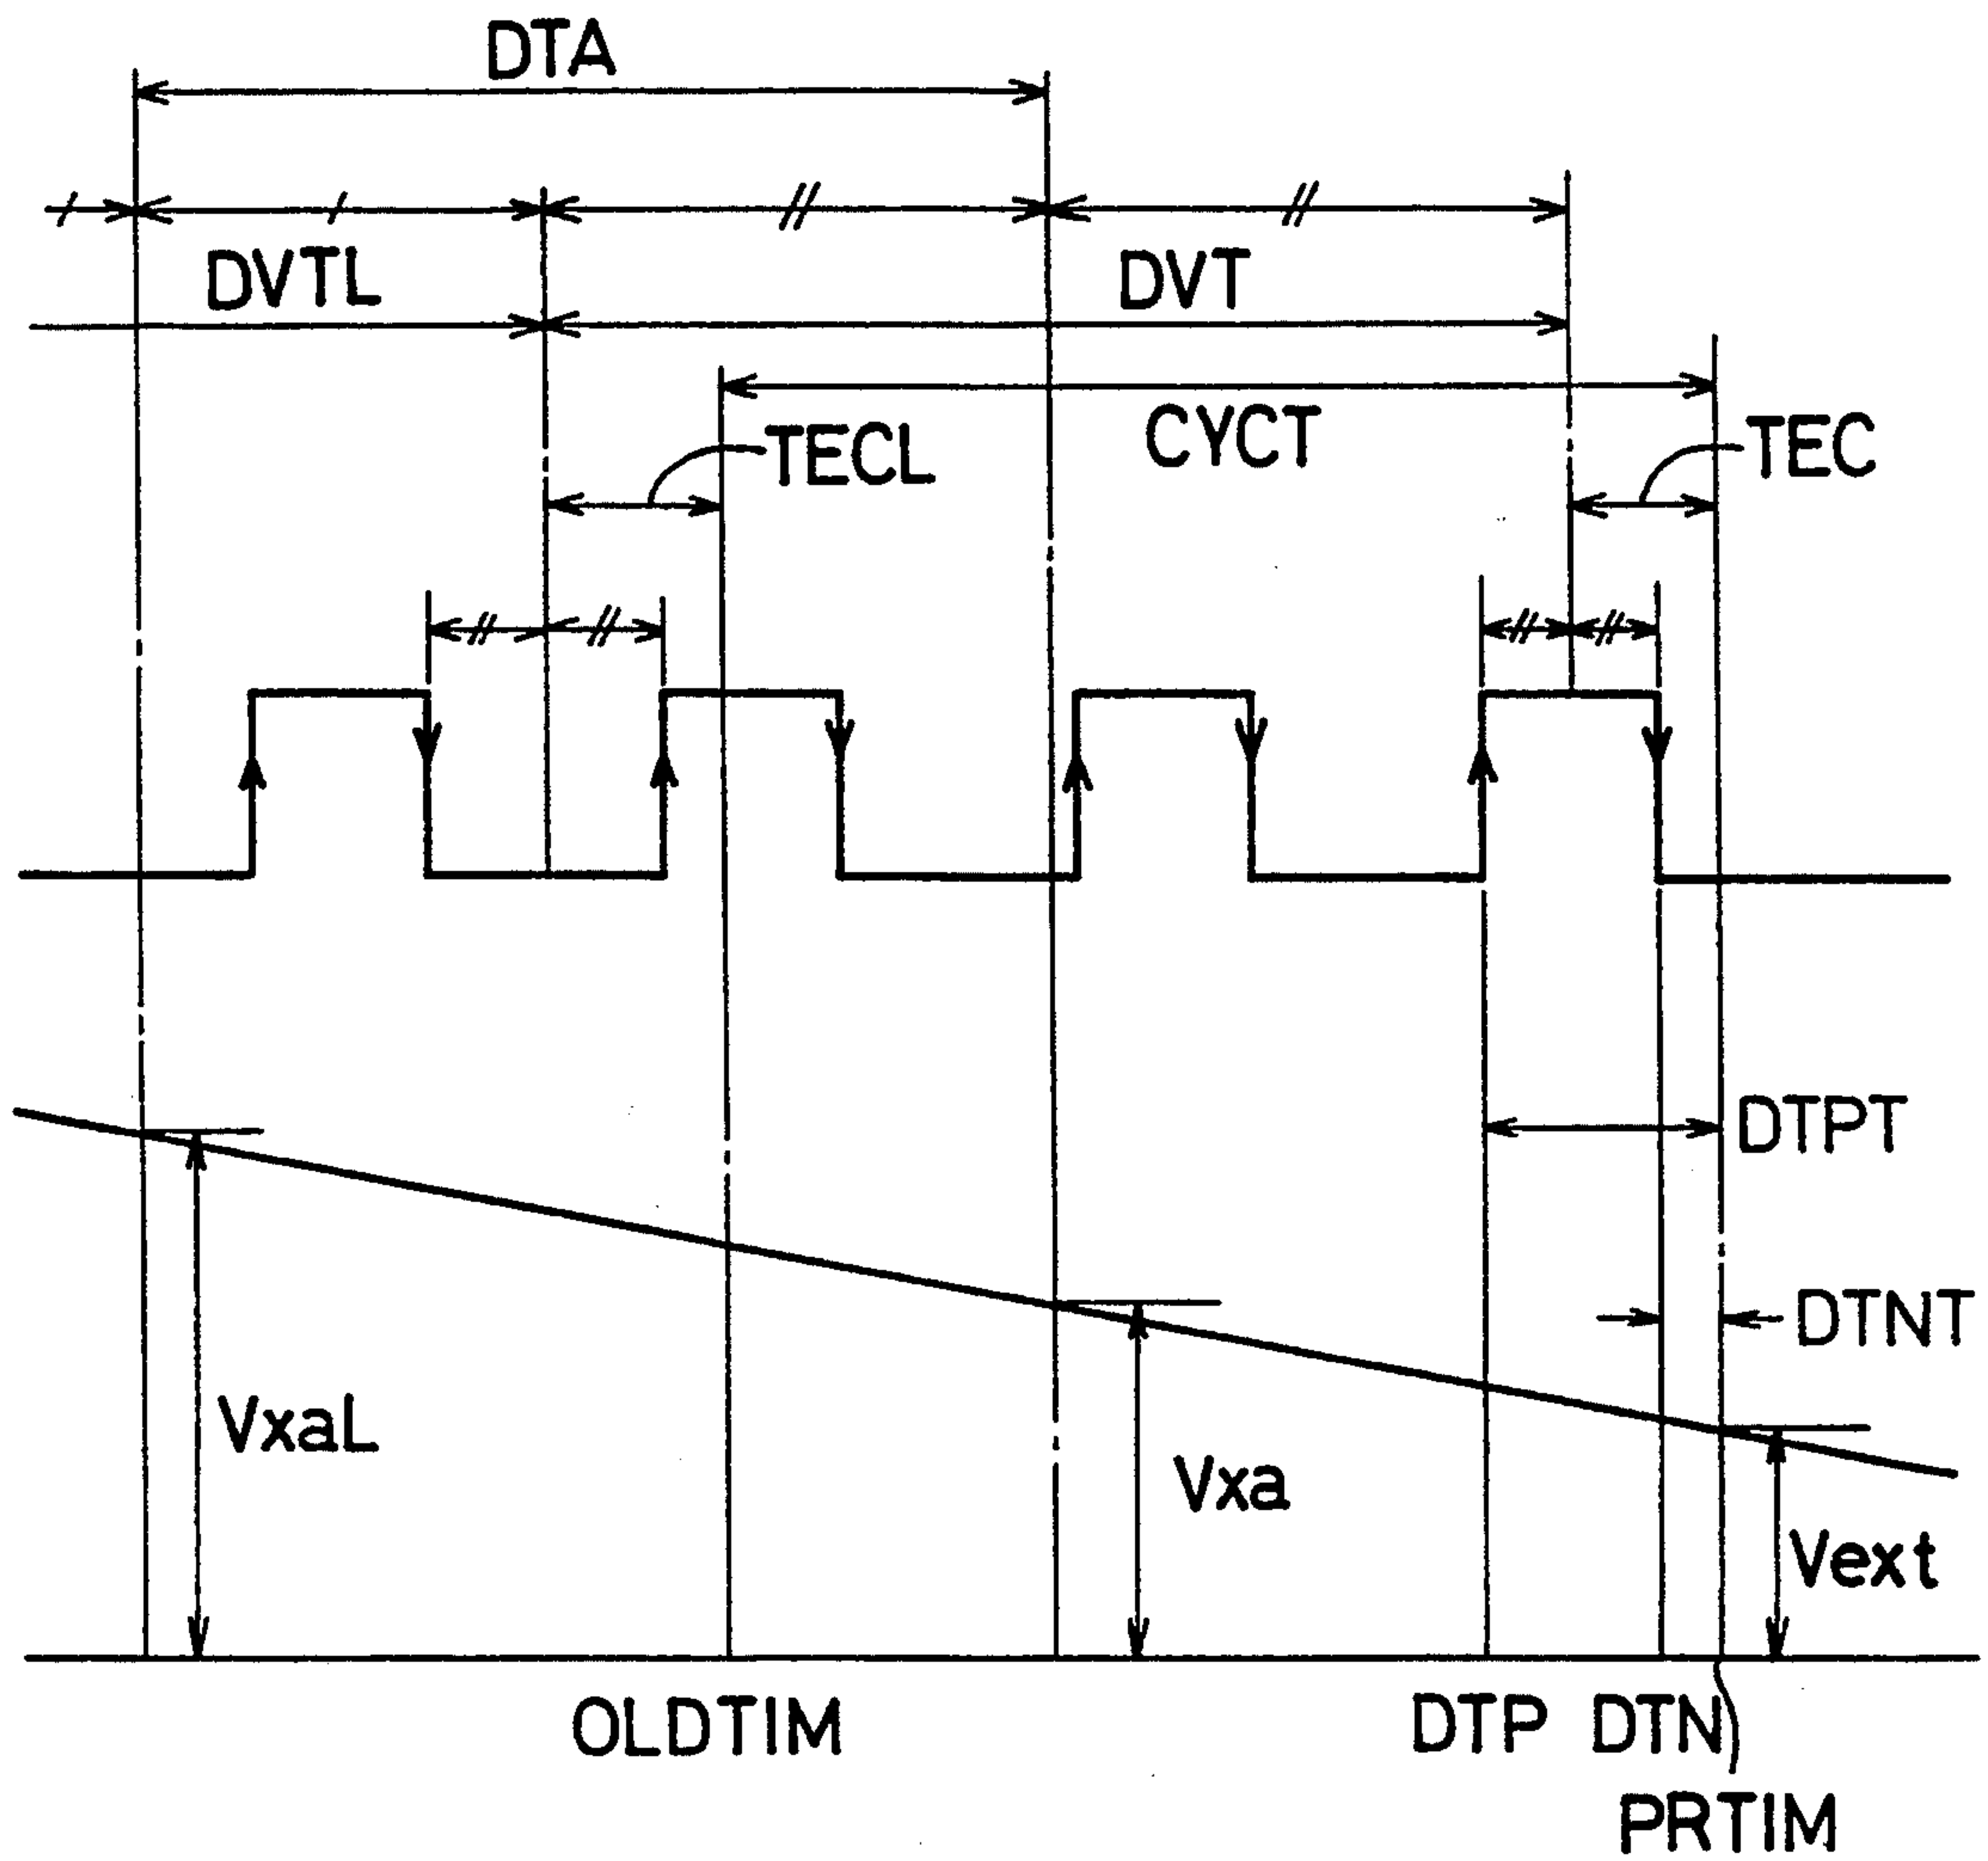 DTA
DVTL
DVT
CYCT
TECL
TEC
DTPT
DTNT
VxaL
Vxa
Vext
OLDTIM
DTP
DTN
PRTIM